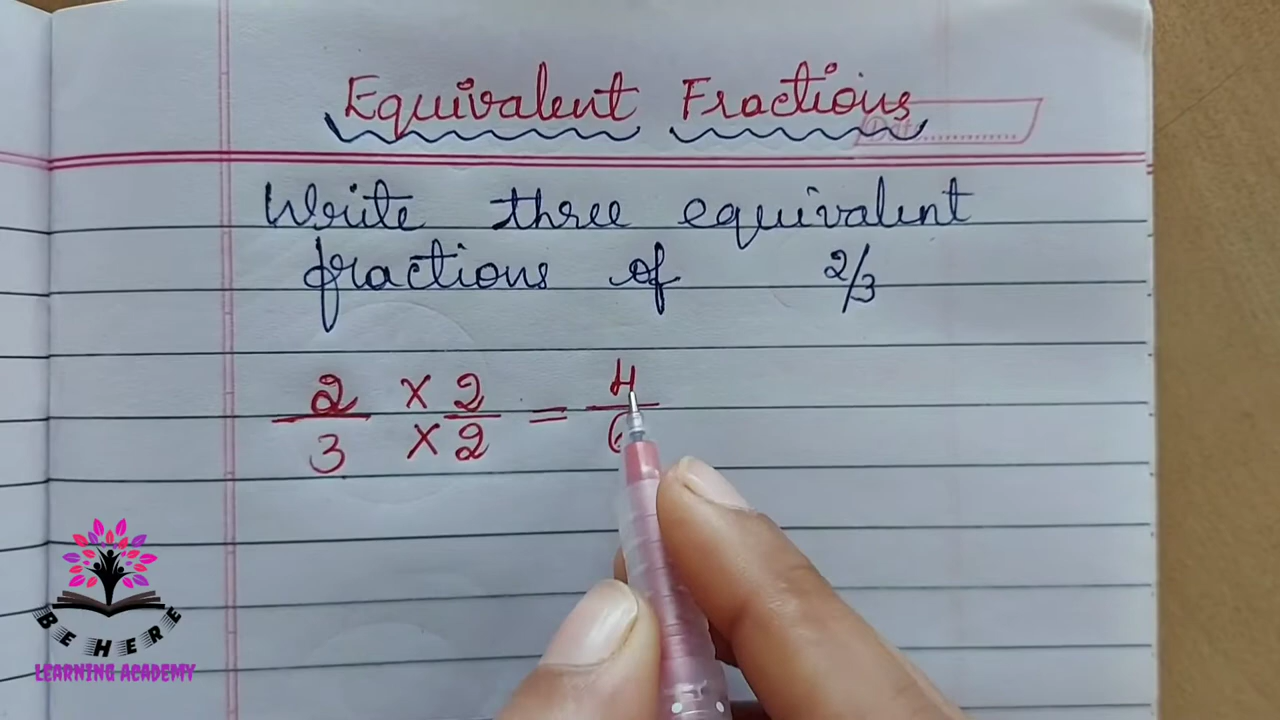 Equivalent Fractions
Write three equivalent
fractions of 2/3
2/3 × 2/× 2 = 4/6
BE HERE
LEARNING ACADEMY